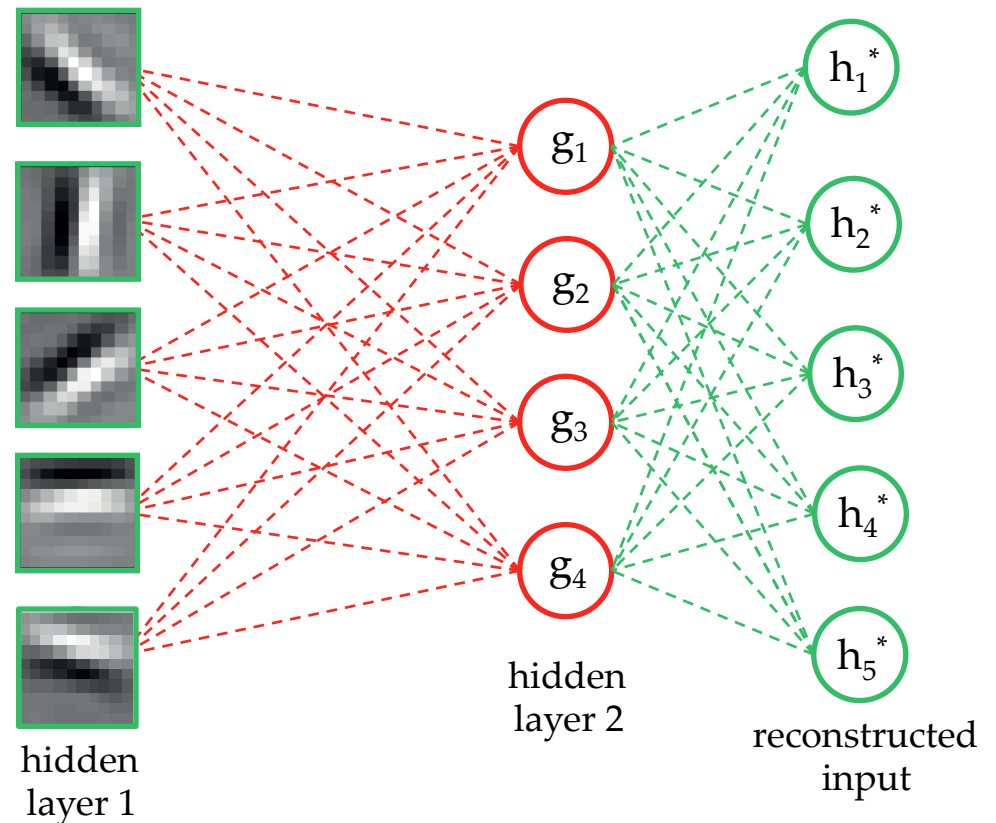 g₁
g₂
g₃
g₄
h₁*
h₂*
h₃*
h₄*
h₅*
hidden
layer 1
hidden
layer 2
reconstructed
input